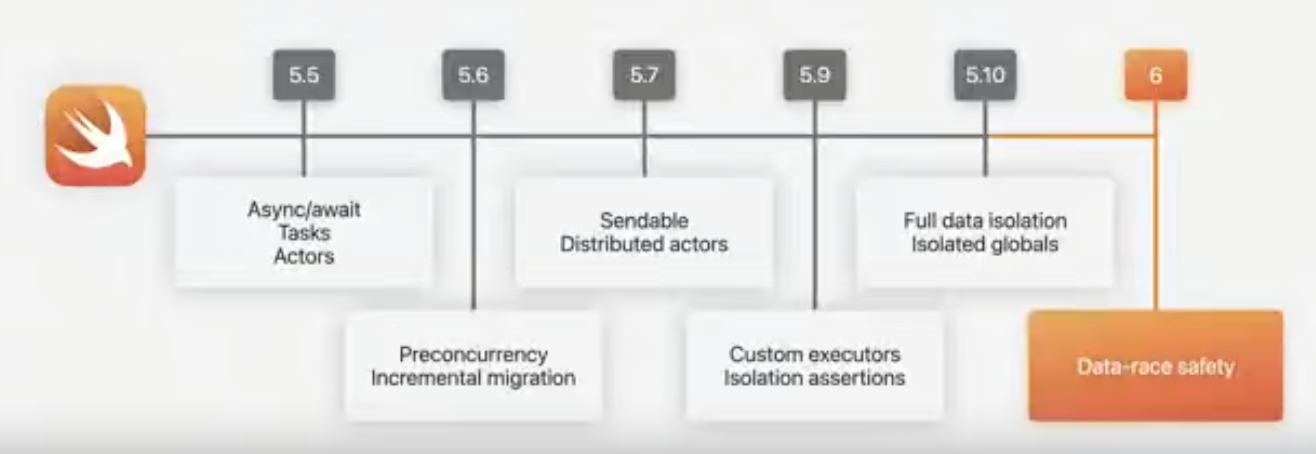 5.5
5.6
5.7
5.9
5.10
6
Async/await
Tasks
Actors
Sendable
Distributed actors
Full data isolation
Isolated globals
Preconcurrency
Incremental migration
Custom executors
Isolation assertions
Data-race safety